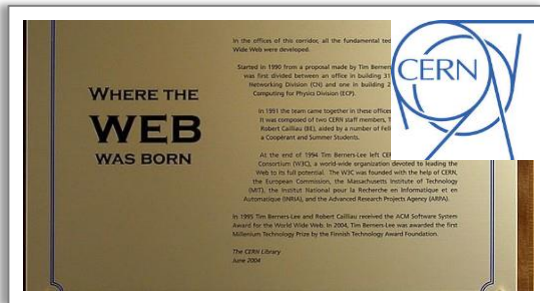 WHERE THE
WEB
WAS BORN
In the offices of this corridor, all the fundamental
Wide Web were developed.
Started in 1990 from a proposal made by Tim Berners-
was first divided between an office in building 31
Networking Division (CN) and one in building 2
Computing for Physics Division (ECP).
In 1991 the team came together in these offices
It was composed of two CERN staff members, T
Robert Cailliau (BE), aided by a number of
a Coopérant and Summer Students.
At the end of 1994 Tim Berners-Lee left
Consortium (W3C), a world-wide organization devoted to leading the
Web to its full potential. The W3C was founded with the help of CERN,
the European Commission, the Massachusetts Institute of Technology
(MIT), the Institut National pour la Recherche en Informatique et en
Automatique (INRIA), and the Advanced Research Projects Agency (ARPA).
In 1995 Tim Berners-Lee and Robert Cailliau received the ACM Software System
Award for the World Wide Web. In 2004, Tim Berners-Lee was awarded the first
Millenium Technology Prize by the Finnish Technology Award Foundation.
The CERN Library
June 2004
CERN